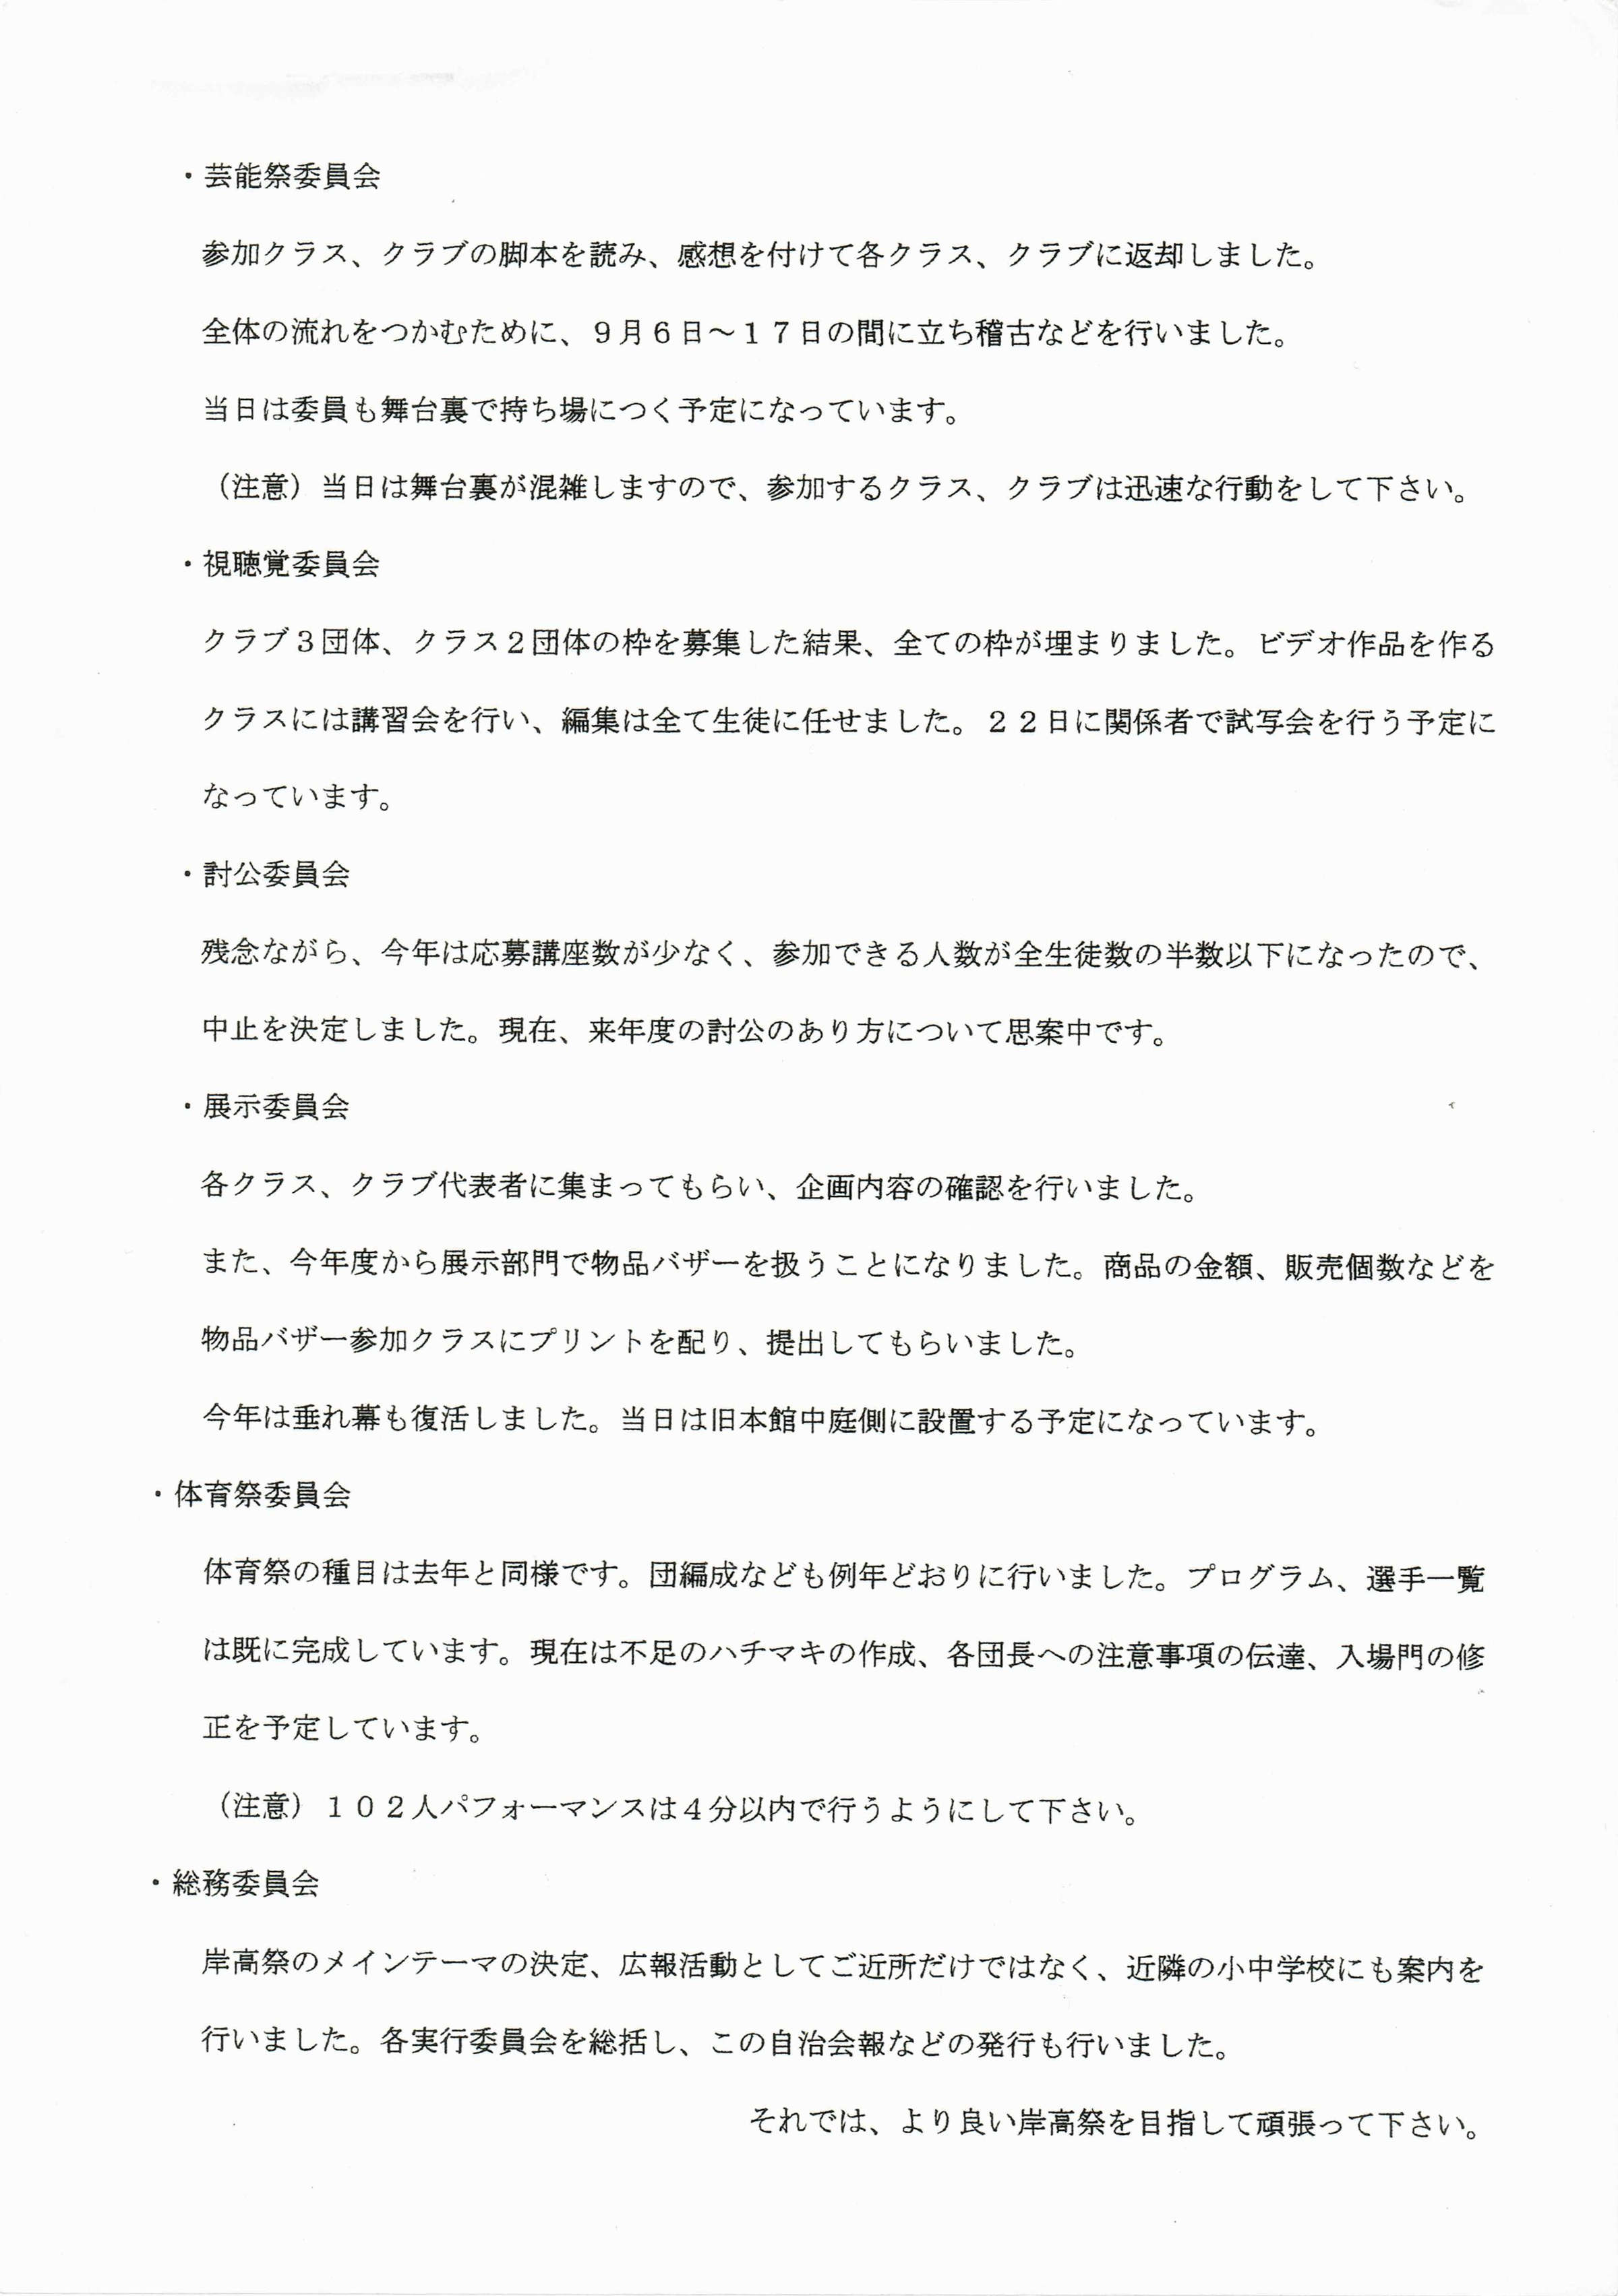 ・芸能祭委員会
参加クラス、クラブの脚本を読み、感想を付けて各クラス、クラブに返却しました。
全体の流れをつかむために、９月６日～１７日の間に立ち稽古などを行いました。
当日は委員も舞台裏で持ち場につく予定になっています。
（注意）当日は舞台裏が混雑しますので、参加するクラス、クラブは迅速な行動をして下さい。
・視聴覚委員会
クラブ３団体、クラス２団体の枠を募集した結果、全ての枠が埋まりました。ビデオ作品を作る
クラスには講習会を行い、編集は全て生徒に任せました。２２日に関係者で試写会を行う予定に
なっています。
・討公委員会
残念ながら、今年は応募講座数が少なく、参加できる人数が全生徒数の半数以下になったので、
中止を決定しました。現在、来年度の討公のあり方について思案中です。
・展示委員会
各クラス、クラブ代表者に集まってもらい、企画内容の確認を行いました。
また、今年度から展示部門で物品バザーを扱うことになりました。商品の金額、販売個数などを
物品バザー参加クラスにプリントを配り、提出してもらいました。
今年は垂れ幕も復活しました。当日は旧本館中庭側に設置する予定になっています。
・体育祭委員会
体育祭の種目は去年と同様です。団編成なども例年どおりに行いました。プログラム、選手一覧
は既に完成しています。現在は不足のハチマキの作成、各団長への注意事項の伝達、入場門の修
正を予定しています。
（注意）１０２人パフォーマンスは４分以内で行うようにして下さい。
・総務委員会
岸高祭のメインテーマの決定、広報活動としてご近所だけではなく、近隣の小中学校にも案内を
行いました。各実行委員会を総括し、この自治会報などの発行も行いました。
それでは、より良い岸高祭を目指して頑張って下さい。